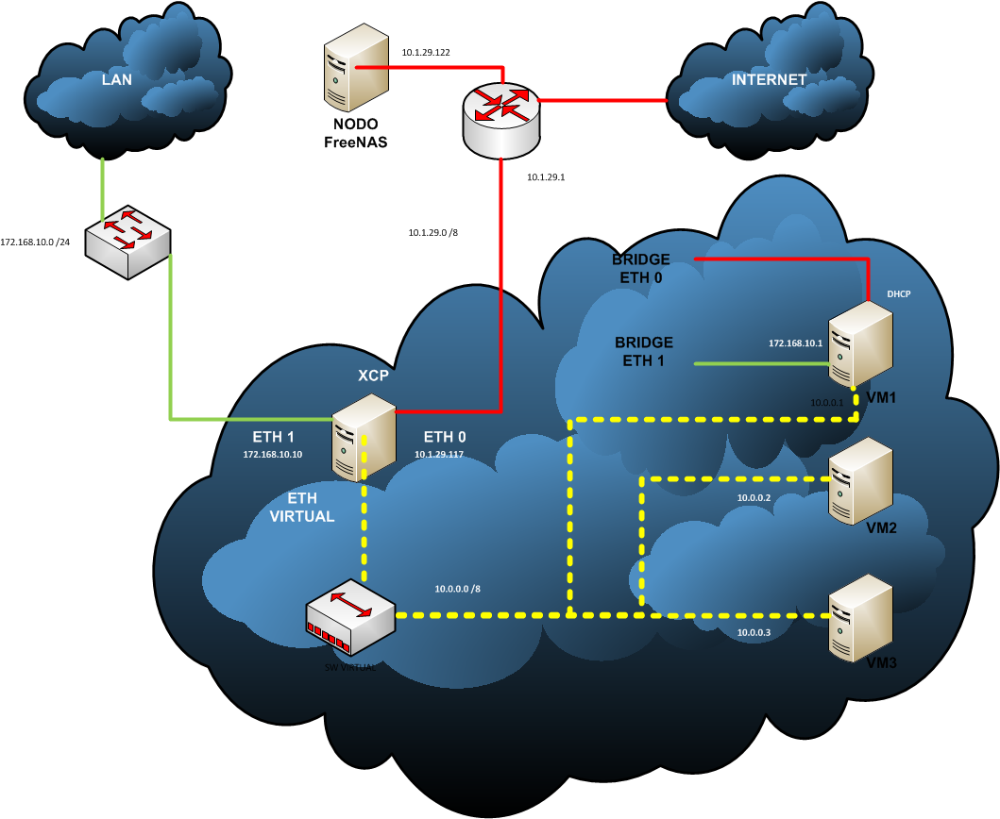 LAN
10.1.29.122
INTERNET
NODO
FreeNAS
10.1.29.1
172.168.10.0 /24
10.1.29.0 /8
BRIDGE
ETH 0
DHCP
BRIDGE
ETH 1
172.168.10.1
XCP
VM1
10.0.0.1
ETH 1
172.168.10.10
ETH 0
10.1.29.117
ETH
VIRTUAL
10.0.0.2
VM2
10.0.0.0 /8
10.0.0.3
VM3
SW VIRTUAL